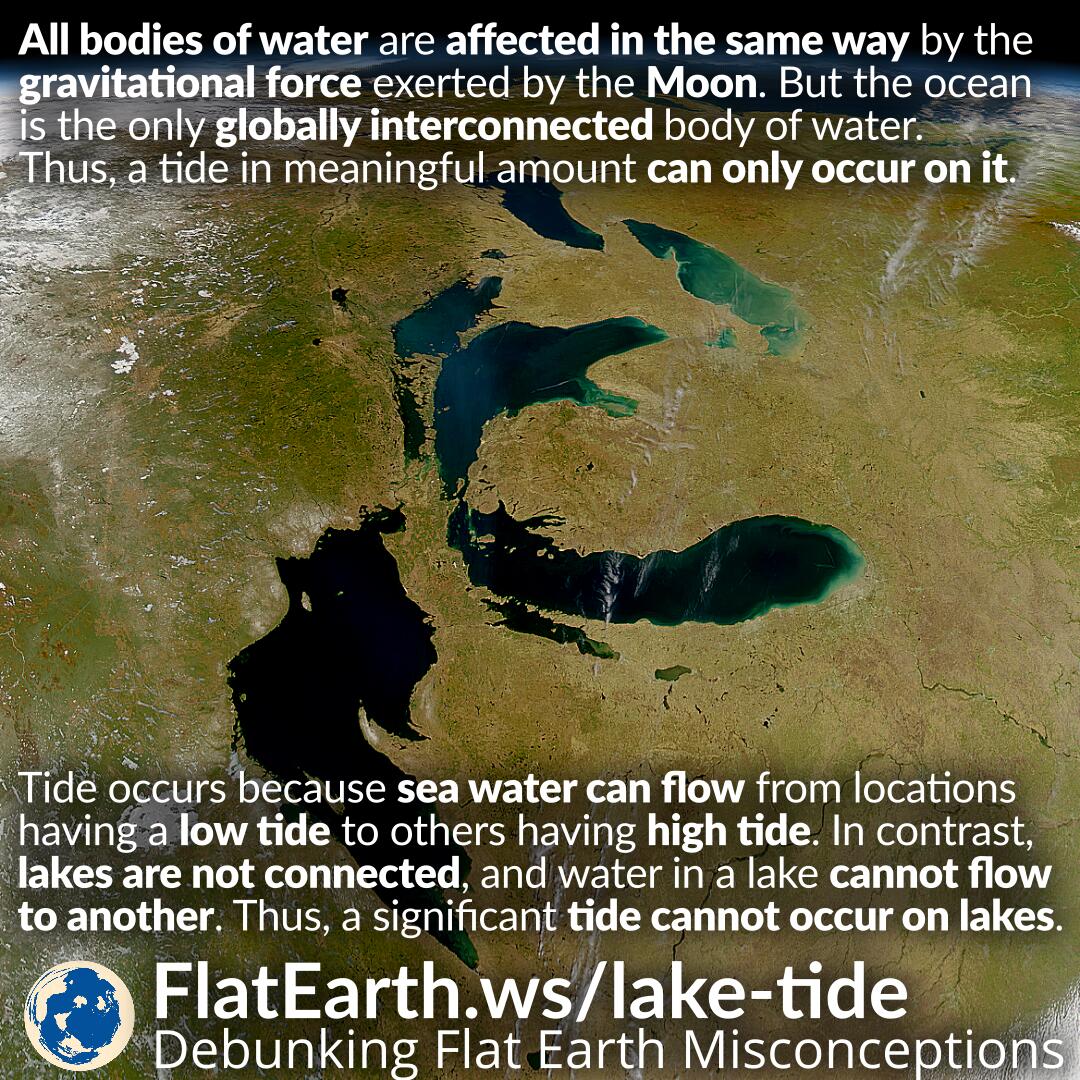 All bodies of water are affected in the same way by the
gravitational force exerted by the Moon. But the ocean
is the only globally interconnected body of water.
Thus, a tide in meaningful amount can only occur on it.
Tide occurs because sea water can flow from locations
having a low tide to others having high tide. In contrast,
lakes are not connected, and water in a lake cannot flow
to another. Thus, a significant tide cannot occur on lakes.
FlatEarth.ws/lake-tide
Debunking Flat Earth Misconceptions